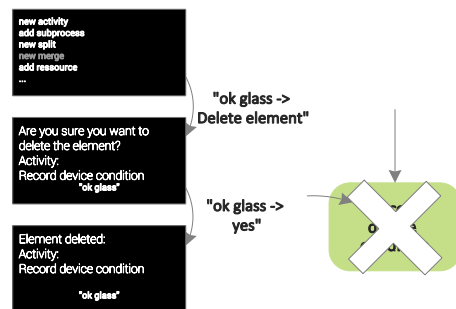 new activity
add subprocess
new split
new merge
add ressource
...
"ok glass ->
Delete element"
Are you sure you want to
delete the element?
Activity:
Record device condition
"ok glass"
"ok glass ->
yes"
Element deleted:
Activity:
Record device condition
"ok glass"